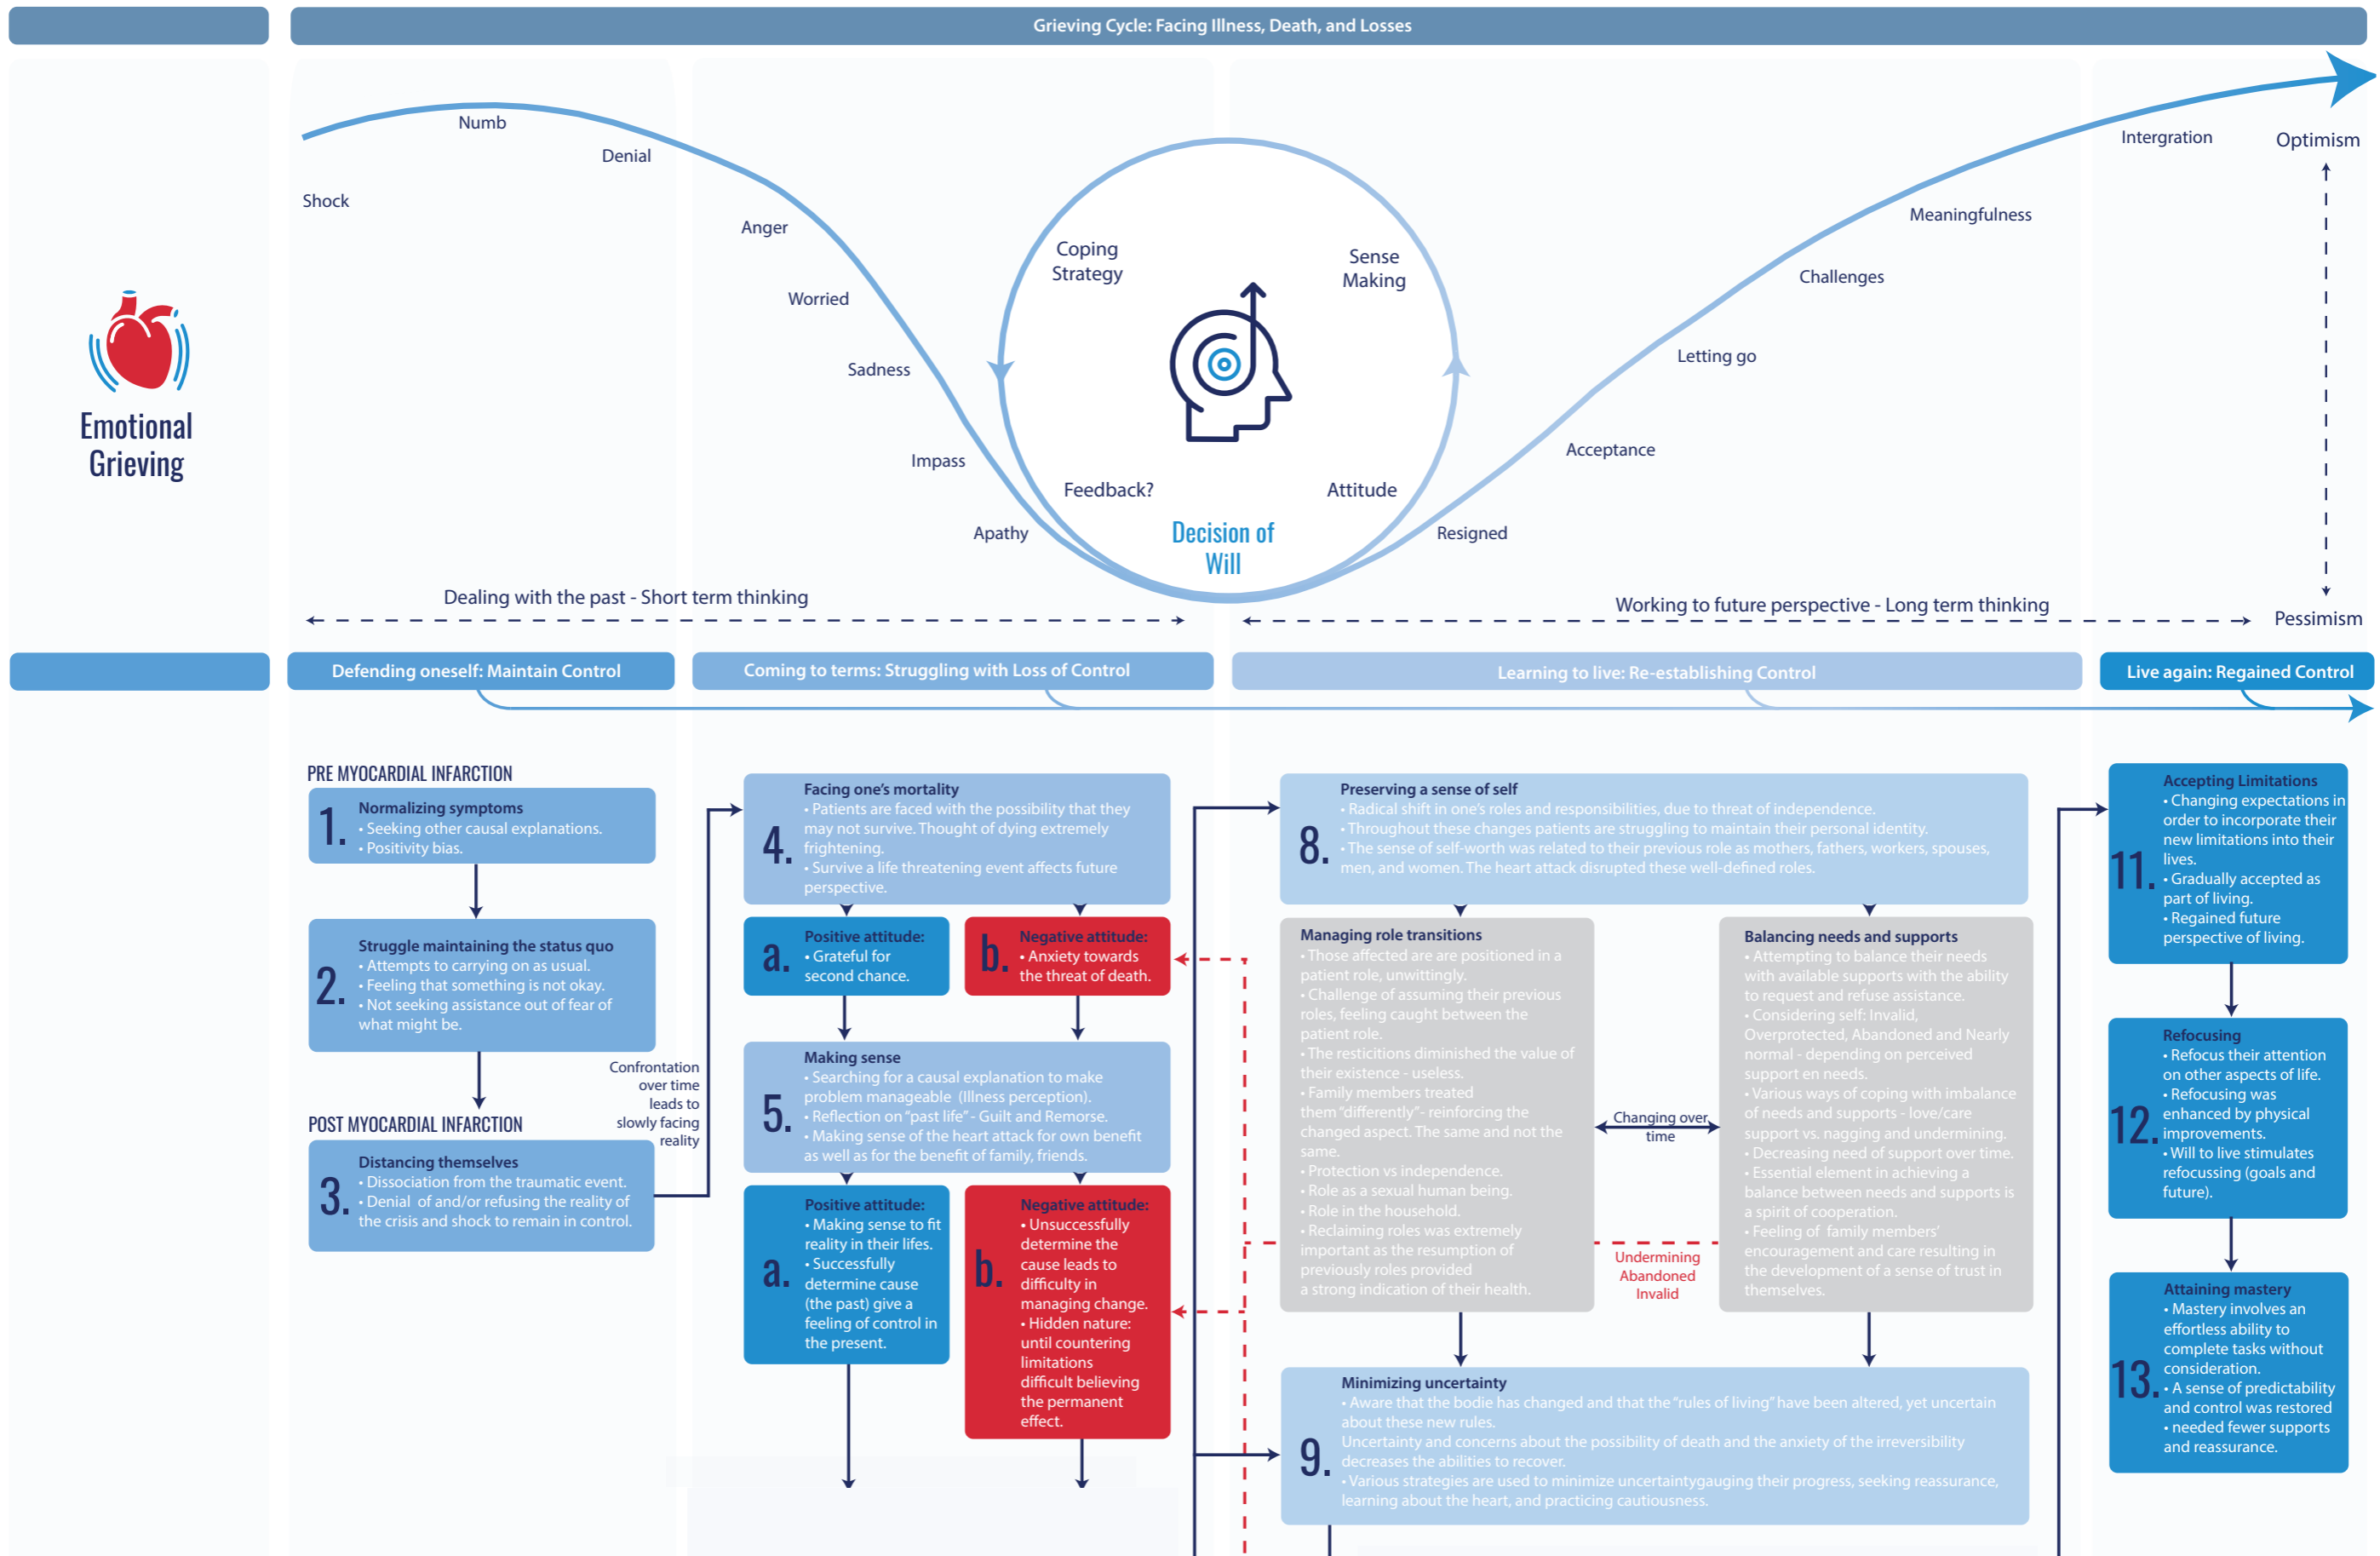 Grieving Cycle: Facing Illness, Death, and Losses
Emotional
Grieving
Shock
Numb
Denial
Anger
Worried
Sadness
Impass
Apathy
Coping
Strategy
Sense
Making
Feedback?
Attitude
Decision of
Will
Resigned
Acceptance
Letting go
Challenges
Meaningfulness
Intergration
Optimism
Pessimism
Dealing with the past - Short term thinking
Working to future perspective - Long term thinking
Defending oneself: Maintain Control
Coming to terms: Struggling with Loss of Control
Learning to live: Re-establishing Control
Live again: Regained Control
PRE MYOCARDIAL INFARCTION
1.
Normalizing symptoms
• Seeking other causal explanations.
• Positivity bias.
2.
Struggle maintaining the status quo
• Attempts to carrying on as usual.
• Feeling that something is not okay.
• Not seeking assistance out of fear of
what might be.
POST MYOCARDIAL INFARCTION
3.
Distancing themselves
• Dissociation from the traumatic event.
• Denial of and/or refusing the reality of
the crisis and shock to remain in control.
Confrontation
over time
leads to
slowly facing
reality
4.
Facing one's mortality
• Patients are faced with the possibility that they
may not survive. Thought of dying extremely
frightening.
• Survive a life threatening event affects future
perspective.
a.
Positive attitude:
• Grateful for
second chance.
b.
Negative attitude:
• Anxiety towards
the threat of death.
5.
Making sense
• Searching for a causal explanation to make
problem manageable (Illness perception).
• Reflection on "past life" - Guilt and Remorse.
• Making sense of the heart attack for own benefit
as well as for the benefit of family, friends.
a.
Positive attitude:
• Making sense to fit
reality in their lifes.
• Successfully
determine cause
(the past) give a
feeling of control in
the present.
b.
Negative attitude:
• Unsuccessfully
determine the
cause leads to
difficulty in
managing change.
• Hidden nature:
until countering
limitations
difficult believing
the permanent
effect.
8.
Preserving a sense of self
• Radical shift in one's roles and responsibilities, due to threat of independence.
• Throughout these changes patients are struggling to maintain their personal identity.
• The sense of self-worth was related to their previous role as mothers, fathers, workers, spouses,
men, and women. The heart attack disrupted these well-defined roles.
Managing role transitions
• Those affected are are positioned in a
patient role, unwittingly.
• Challenge of assuming their previous
roles, feeling caught between the
patient role.
• The resticitions diminished the value of
their existence - useless.
• Family members treated
them "differently" - reinforcing the
changed aspect. The same and not the
same.
• Protection vs independence.
• Role as a sexual human being.
• Role in the household.
• Reclaiming roles was extremely
important as the resumption of
previously roles provided
a strong indication of their health.
Changing over
time
Undermining
Abandoned
Invalid
Balancing needs and supports
• Attempting to balance their needs
with available supports with the ability
to request and refuse assistance.
• Considering self: Invalid,
Overprotected, Abandoned and Nearly
normal - depending on perceived
support en needs.
• Various ways of coping with imbalance
of needs and supports - love/care
support vs. nagging and undermining.
• Decreasing need of support over time.
• Essential element in achieving a
balance between needs and supports is
a spirit of cooperation.
• Feeling of family members'
encouragement and care resulting in
the development of a sense of trust in
themselves.
9.
Minimizing uncertainty
• Aware that the bodie has changed and that the "rules of living" have been altered, yet uncertain
about these new rules.
Uncertainty and concerns about the possibility of death and the anxiety of the irreversibility
decreases the abilities to recover.
• Various strategies are used to minimize uncertaintygauging their progress, seeking reassurance,
learning about the heart, and practicing cautiousness.
11.
Accepting Limitations
• Changing expectations in
order to incorporate their
new limitations into their
lives.
• Gradually accepted as
part of living.
• Regained future
perspective of living.
12.
Refocusing
• Refocus their attention
on other aspects of life.
• Refocusing was
enhanced by physical
improvements.
• Will to live stimulates
refocussing (goals and
future).
13.
Attaining mastery
• Mastery involves an
effortless ability to
complete tasks without
consideration.
• A sense of predictability
and control was restored
• needed fewer supports
and reassurance.